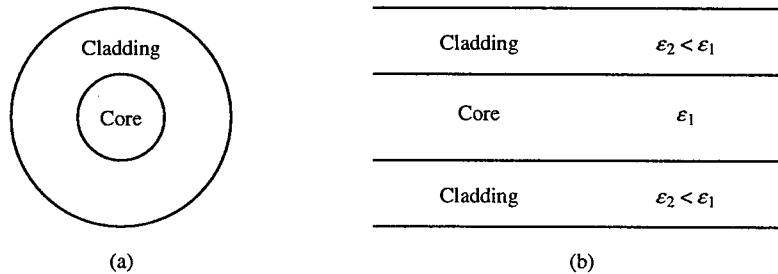 Cladding
Core
(a)
Cladding ε₂ < ε₁
Core ε₁
Cladding ε₂ < ε₁
(b)